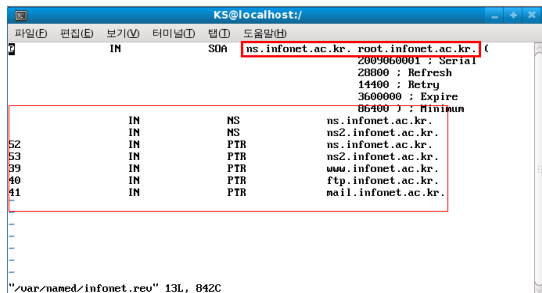 KS@localhost:/
파일(F) 편집(E) 보기(V) 터미널(T) 탭(T) 도움말(H)
IN SOA ns.infonet.ac.kr. root.infonet.ac.kr. (
2009060001 ; Serial
28800 ; Refresh
14400 ; Retry
3600000 ; Expire
86400 ) ; Minimum
IN NS ns.infonet.ac.kr.
IN NS ns2.infonet.ac.kr.
52 IN PTR ns.infonet.ac.kr.
53 IN PTR ns2.infonet.ac.kr.
39 IN PTR www.infonet.ac.kr.
40 IN PTR ftp.infonet.ac.kr.
41 IN PTR mail.infonet.ac.kr.
~
~
~
~
~
~
~
"/var/named/infonet.rev" 13L, 842C